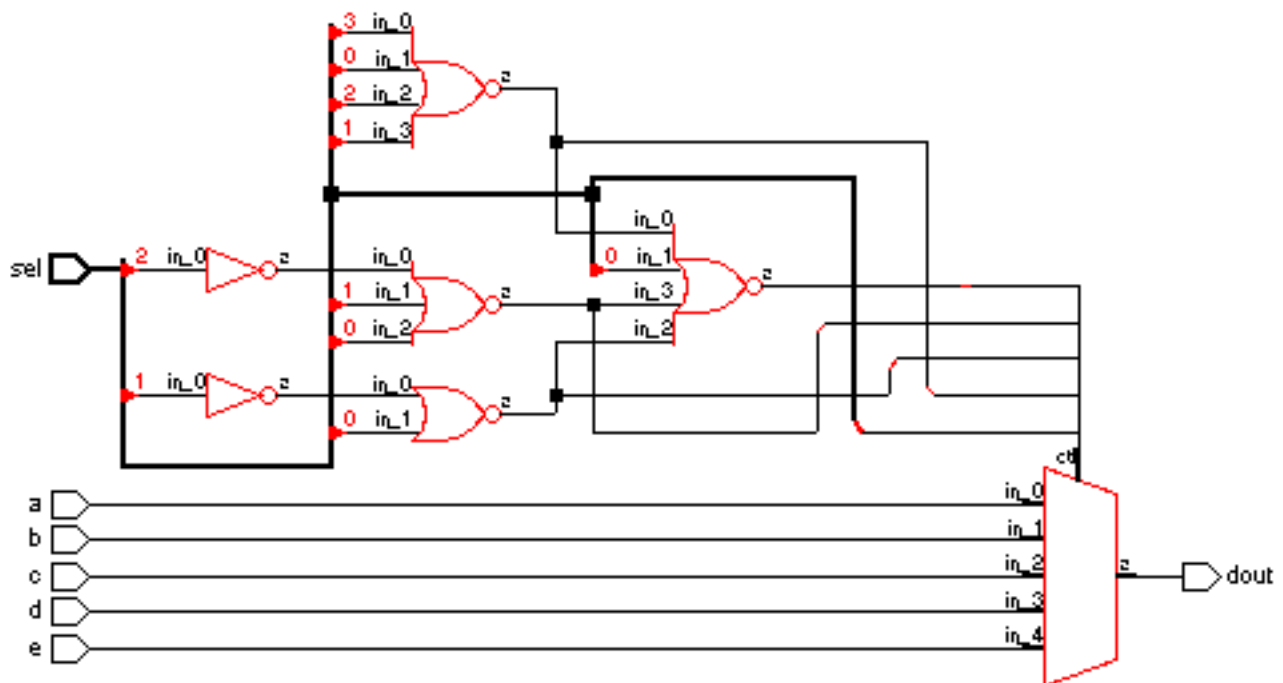 3 in_0
0 in_1
z
2 in_2
1 in_3
in_0
sel 2 in_0 z in_0 0 in_1 z
1 in_1 z in_3
0 in_2 in_2
1 in_0 z in_0 z
0 in_1
ctl
a in_0
b in_1
c in_2 z dout
d in_3
e in_4